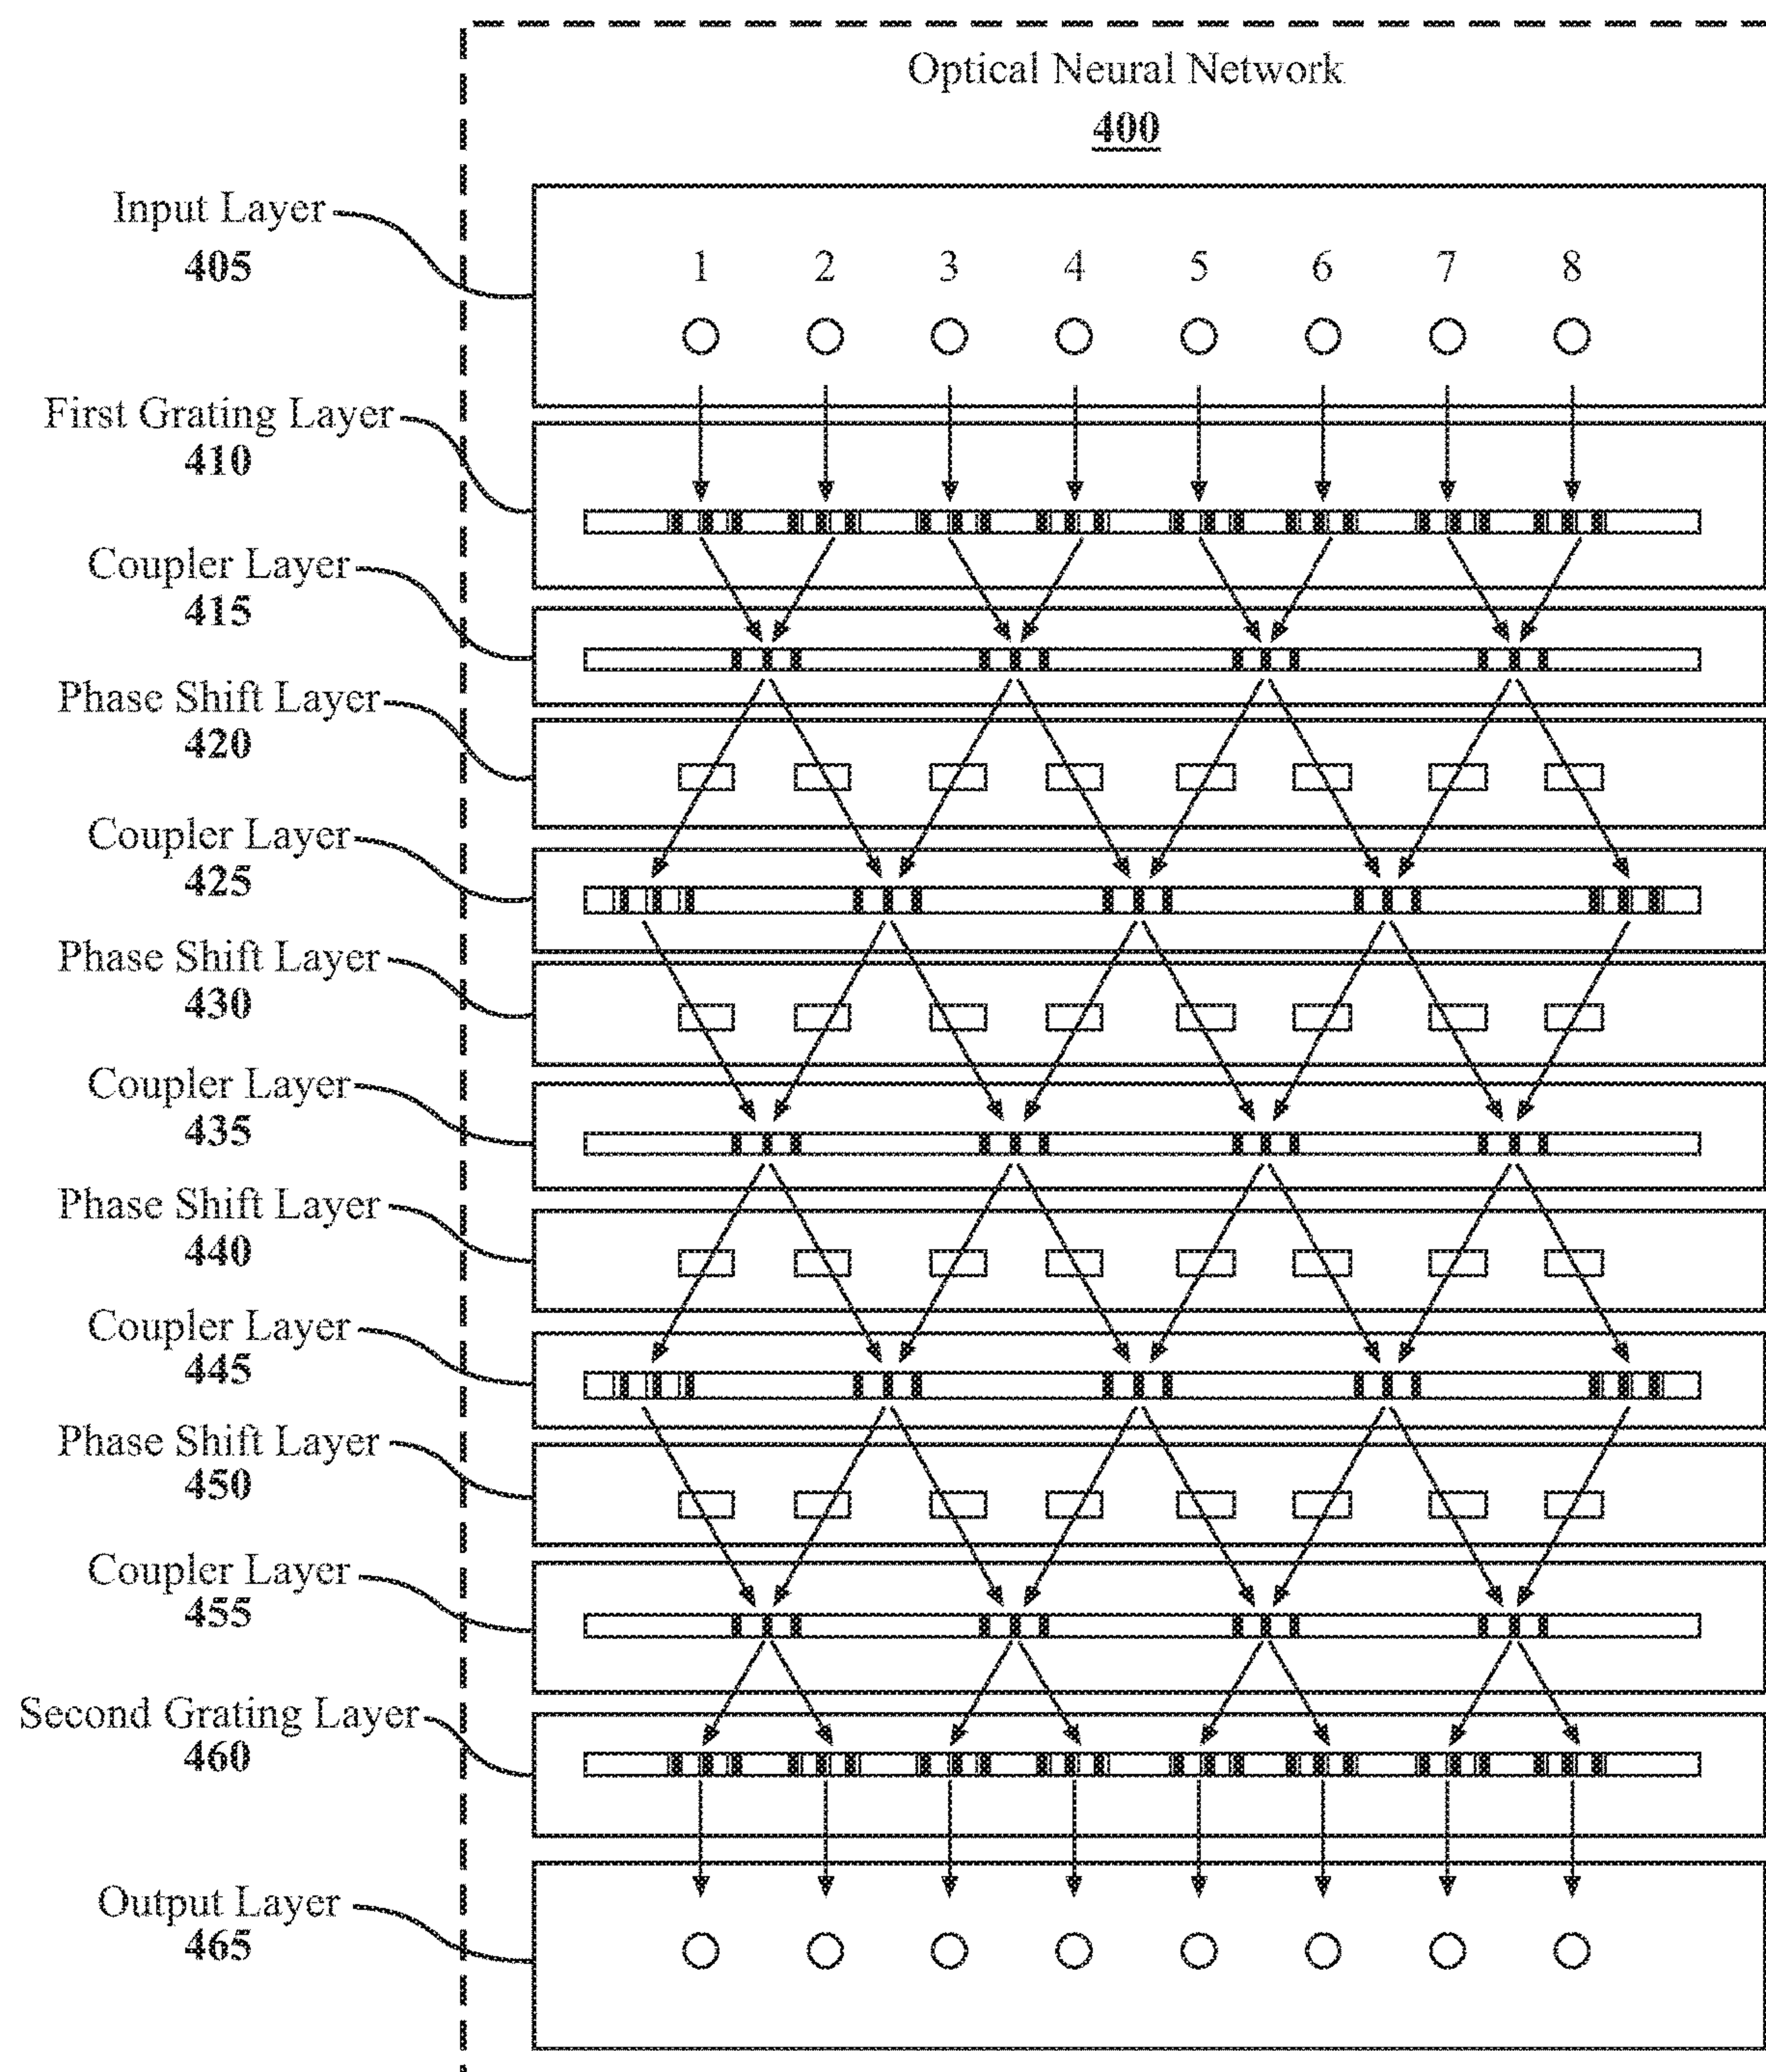 Optical Neural Network
400
Input Layer
405
1 2 3 4 5 6 7 8
First Grating Layer
410
Coupler Layer
415
Phase Shift Layer
420
Coupler Layer
425
Phase Shift Layer
430
Coupler Layer
435
Phase Shift Layer
440
Coupler Layer
445
Phase Shift Layer
450
Coupler Layer
455
Second Grating Layer
460
Output Layer
465